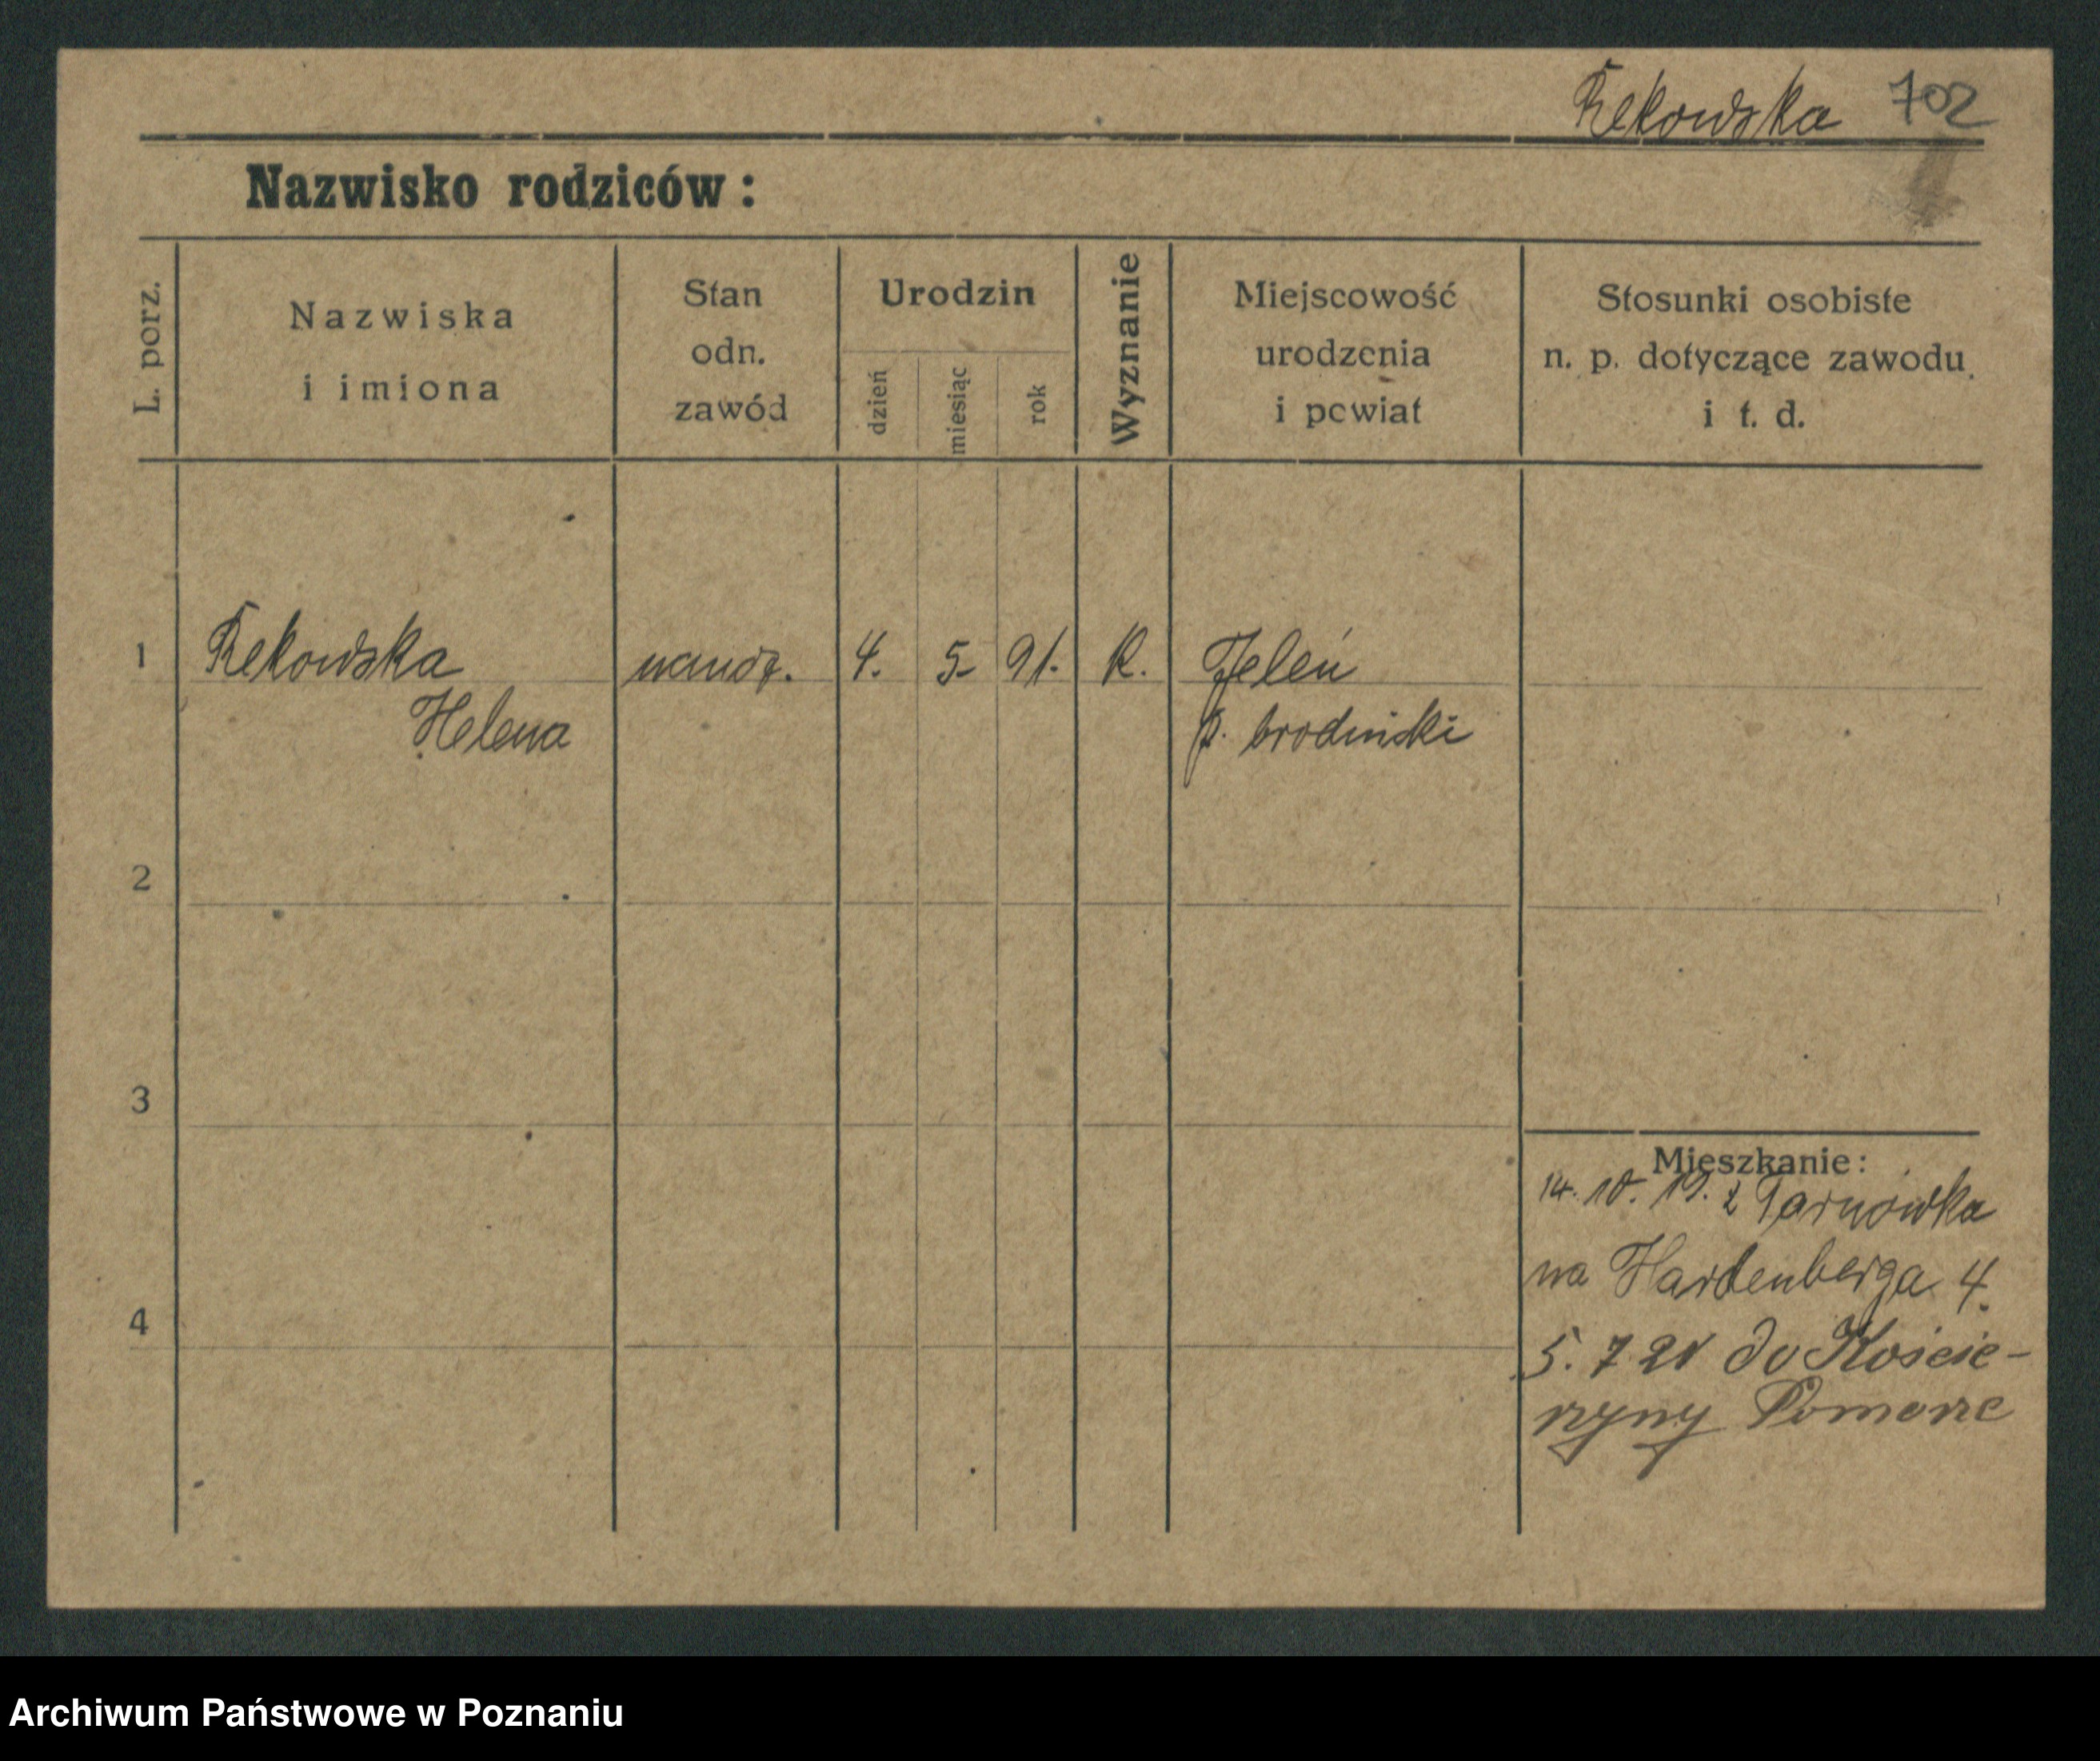 Rekowska 702
Nazwisko rodziców:
L. porz.
Nazwiska
i imiona
Stan
odn.
zawód
Urodzin
dzień
miesiąc
rok
Wyznanie
Miejscowość
urodzenia
i powiat
Stosunki osobiste
n. p. dotyczące zawodu
i t. d.
1 Rekowska naucz. 4. 5. 91. K. Jeleń
Helena p. brodnicki
2
3
Mieszkanie:
14. 10. 19. z Tarnówka
na Hardenberga 4.
4
5. 7 21 do Koście-
rzyny Pomorze
Archiwum Państwowe w Poznaniu